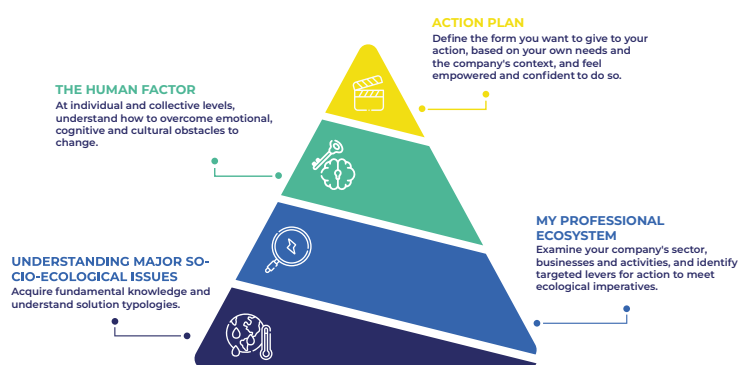 ACTION PLAN
Define the form you want to give to your
action, based on your own needs and
the company's context, and feel
empowered and confident to do so.
THE HUMAN FACTOR
At individual and collective levels,
understand how to overcome emotional,
cognitive and cultural obstacles to
change.
MY PROFESSIONAL
ECOSYSTEM
Examine your company's sector,
businesses and activities, and identify
targeted levers for action to meet
ecological imperatives.
UNDERSTANDING MAJOR SO-
CIO-ECOLOGICAL ISSUES
Acquire fundamental knowledge and
understand solution typologies.